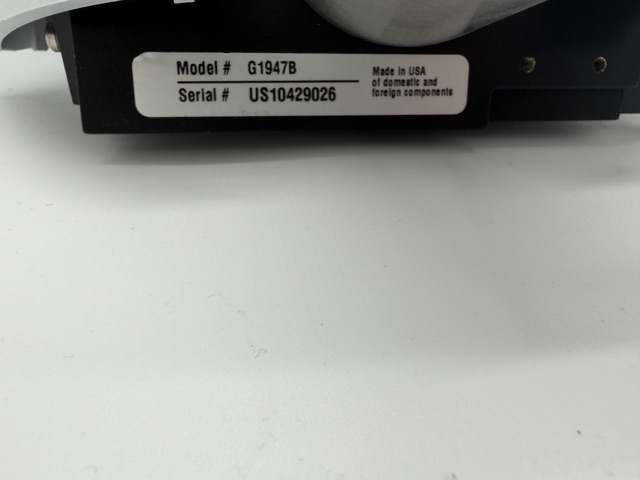 Model # G1947B
Serial # US10429026
Made in USA
of domestic and
foreign components